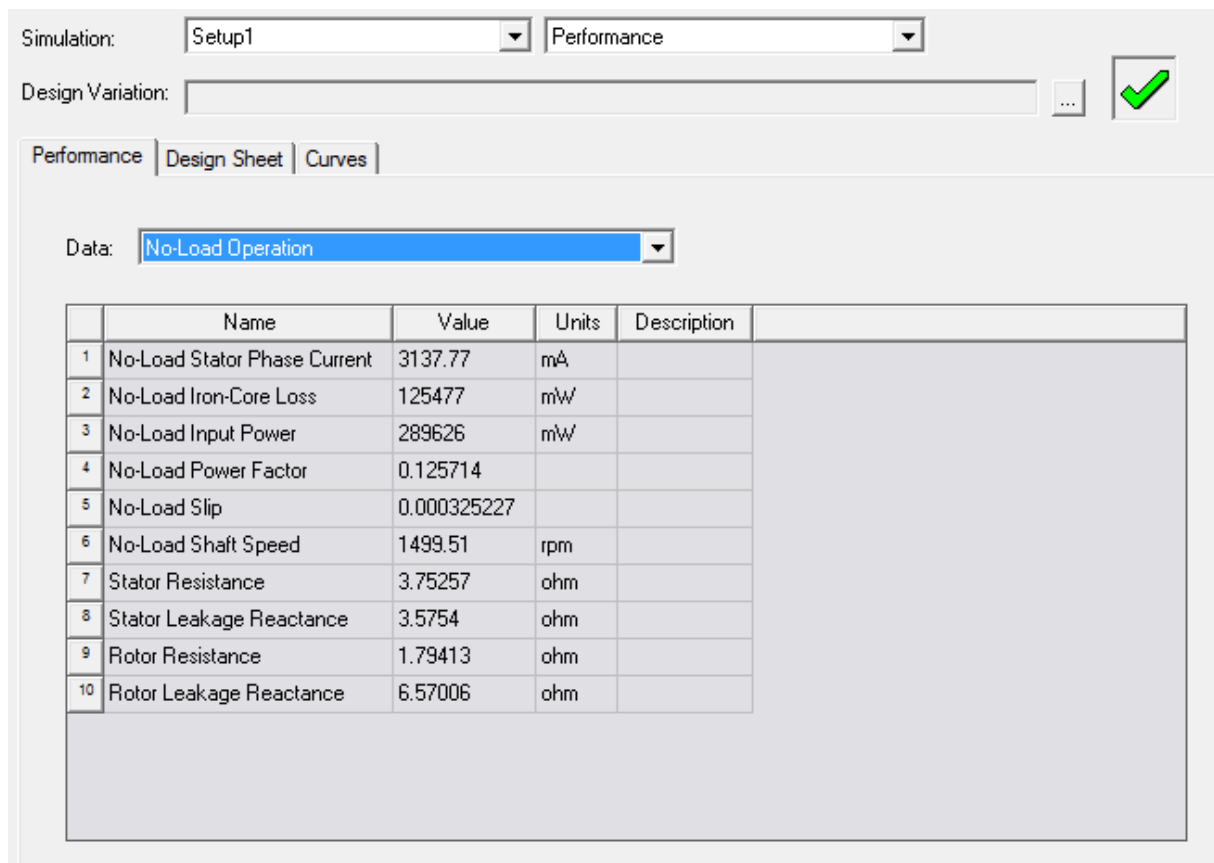 Simulation: Setup1 Performance
Design Variation: ...
Performance Design Sheet Curves
Data: No-Load Operation
Name Value Units Description
1 No-Load Stator Phase Current 3137.77 mA
2 No-Load Iron-Core Loss 125477 mW
3 No-Load Input Power 289626 mW
4 No-Load Power Factor 0.125714
5 No-Load Slip 0.000325227
6 No-Load Shaft Speed 1499.51 rpm
7 Stator Resistance 3.75257 ohm
8 Stator Leakage Reactance 3.5754 ohm
9 Rotor Resistance 1.79413 ohm
10 Rotor Leakage Reactance 6.57006 ohm